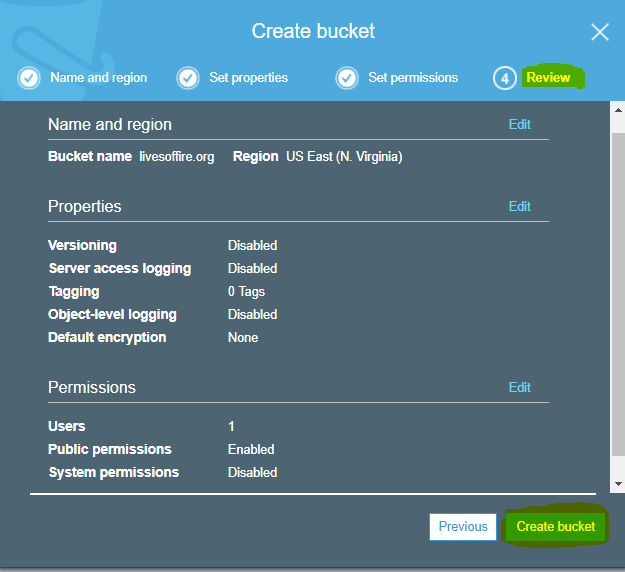 Create bucket
Name and region Set properties Set permissions 4 Review
Name and region Edit
Bucket name livesoffire.org Region US East (N. Virginia)
Properties Edit
Versioning Disabled
Server access logging Disabled
Tagging 0 Tags
Object-level logging Disabled
Default encryption None
Permissions Edit
Users 1
Public permissions Enabled
System permissions Disabled
Previous Create bucket